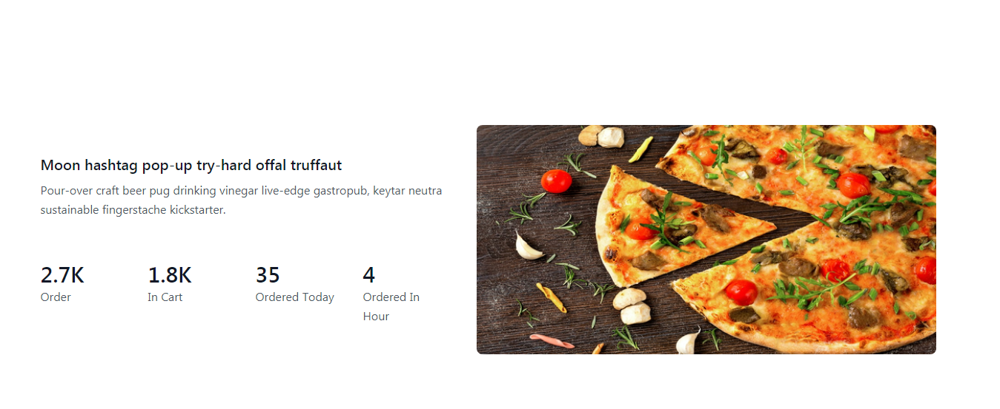 Moon hashtag pop-up try-hard offal truffaut
Pour-over craft beer pug drinking vinegar live-edge gastropub, keytar neutra
sustainable fingerstache kickstarter.
2.7K
Order
1.8K
In Cart
35
Ordered Today
4
Ordered In
Hour